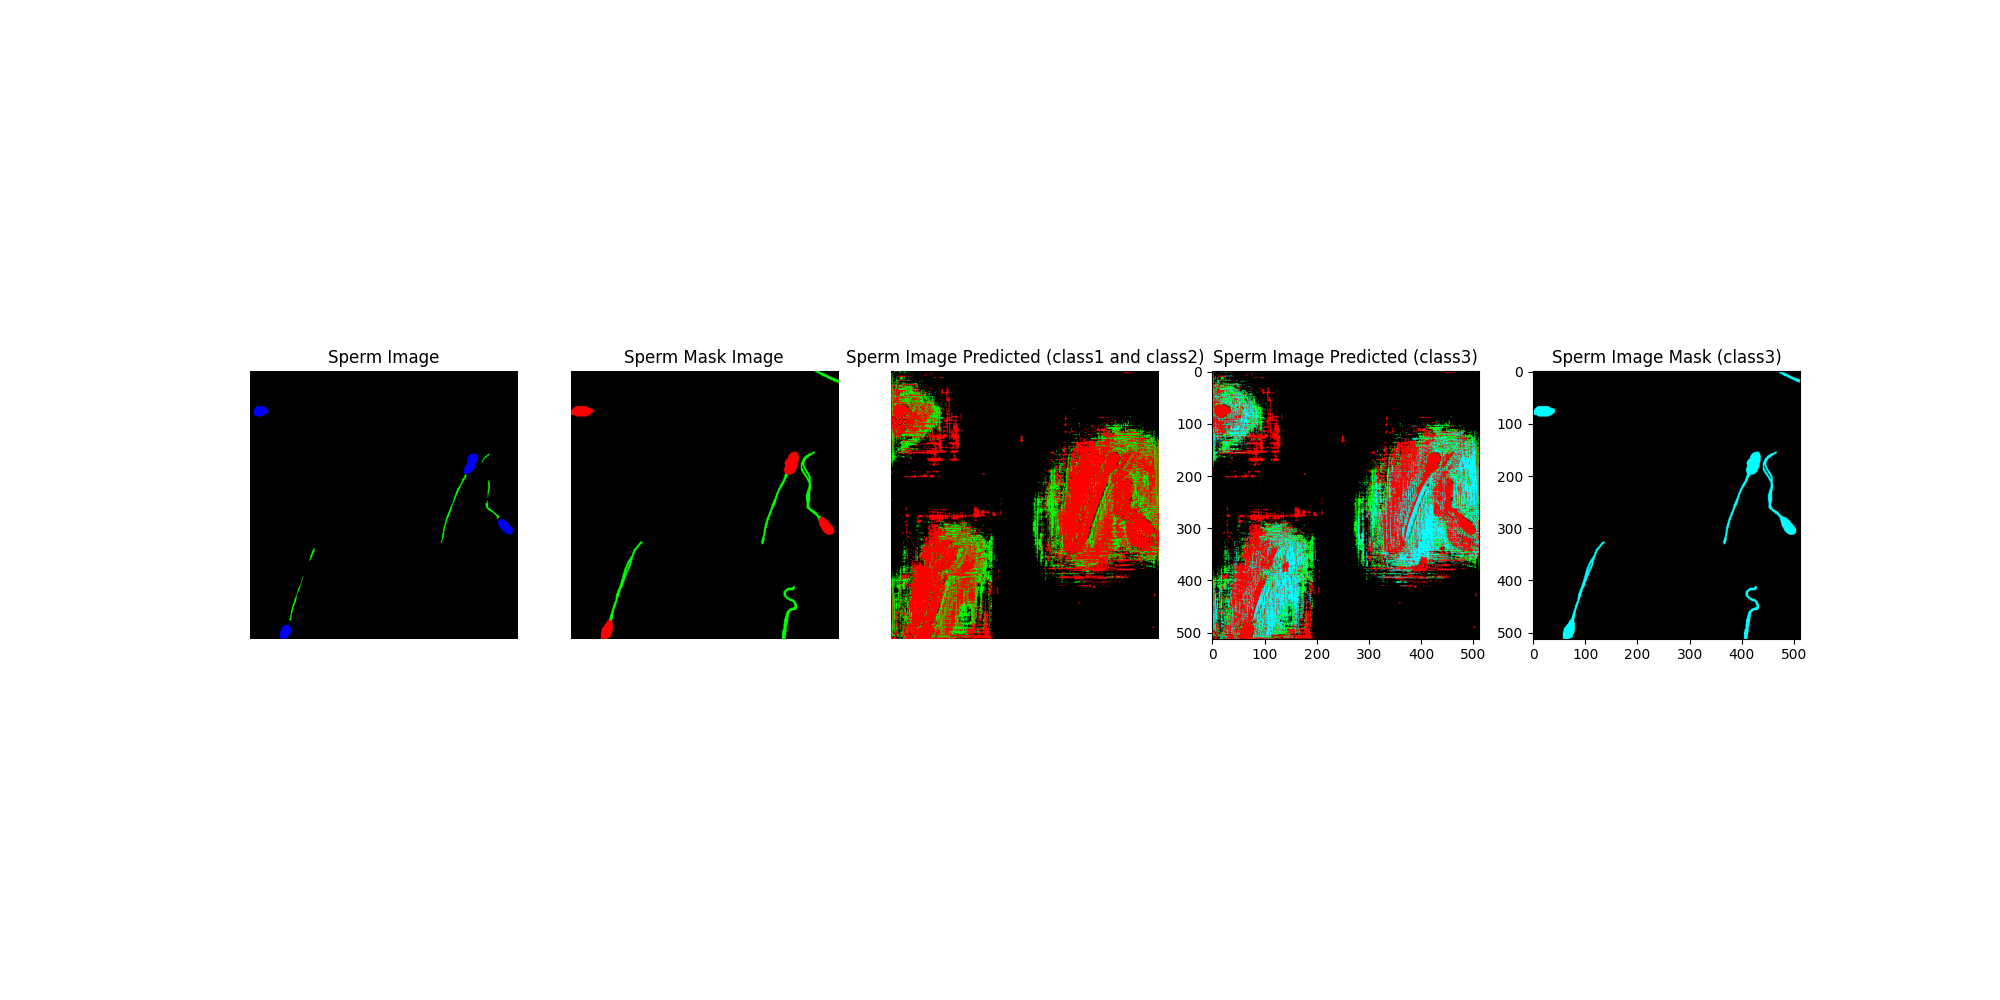 Sperm Image
Sperm Mask Image
Sperm Image Predicted (class1 and class2)
Sperm Image Predicted (class3)
Sperm Image Mask (class3)
0
100
200
300
400
500
0 100 200 300 400 500
0
100
200
300
400
500
0 100 200 300 400 500